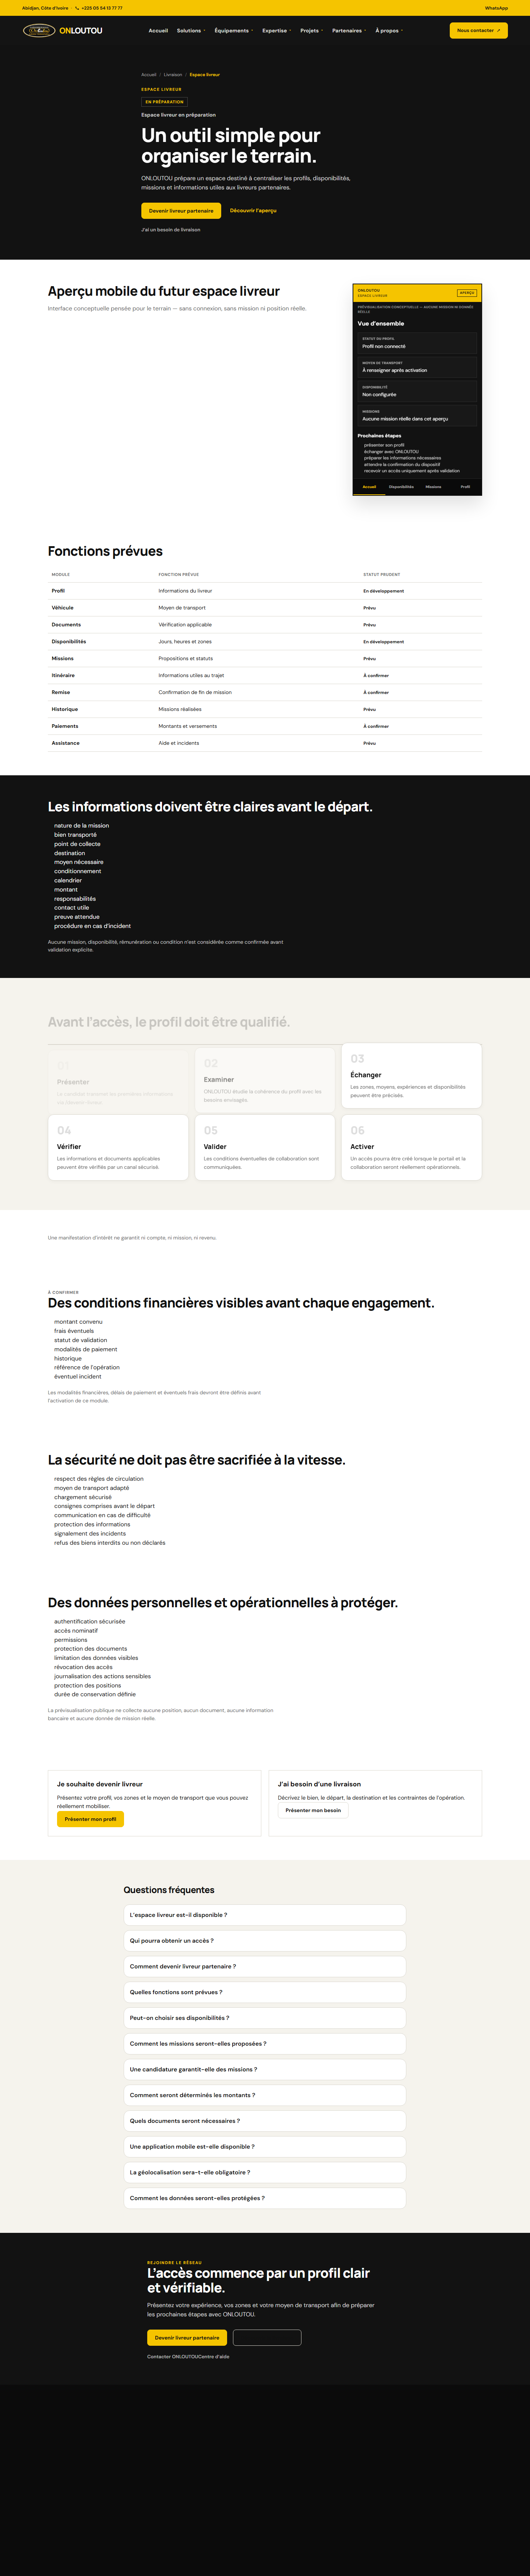 Abidjan, Côte d'Ivoire
+225 05 54 13 77 77
WhatsApp
ONLOUTOU
Accueil
Solutions
Équipements
Expertise
Projets
Partenaires
À propos
Nous contacter ↗
Accueil / Livraison / Espace livreur
ESPACE LIVREUR
EN PRÉPARATION
Espace livreur en préparation
Un outil simple pour
organiser le terrain.
ONLOUTOU prépare un espace destiné à centraliser les profils, disponibilités,
missions et informations utiles aux livreurs partenaires.
Devenir livreur partenaire
Découvrir l'aperçu
J'ai un besoin de livraison
Aperçu mobile du futur espace livreur
Interface conceptuelle pensée pour le terrain — sans connexion, sans mission ni position réelle.
ONLOUTOU
ESPACE LIVREUR
APERÇU
PRÉVISUALISATION CONCEPTUELLE — AUCUNE MISSION NI DONNÉE
RÉELLE
Vue d'ensemble
STATUT DU PROFIL
Profil non connecté
MOYEN DE TRANSPORT
À renseigner après activation
DISPONIBILITÉ
Non configurée
MISSIONS
Aucune mission réelle dans cet aperçu
Prochaines étapes
présenter son profil
échanger avec ONLOUTOU
préparer les informations nécessaires
attendre la confirmation du dispositif
recevoir un accès uniquement après validation
Accueil
Disponibilités
Missions
Profil
Fonctions prévues
MODULE
FONCTION PRÉVUE
STATUT PRUDENT
Profil
Informations du livreur
En développement
Véhicule
Moyen de transport
Prévu
Documents
Vérification applicable
Prévu
Disponibilités
Jours, heures et zones
En développement
Missions
Propositions et statuts
Prévu
Itinéraire
Informations utiles au trajet
À confirmer
Remise
Confirmation de fin de mission
À confirmer
Historique
Missions réalisées
Prévu
Paiements
Montants et versements
À confirmer
Assistance
Aide et incidents
Prévu
Les informations doivent être claires avant le départ.
nature de la mission
bien transporté
point de collecte
destination
moyen nécessaire
conditionnement
calendrier
montant
responsabilités
contact utile
preuve attendue
procédure en cas d'incident
Aucune mission, disponibilité, rémunération ou condition n'est considérée comme confirmée avant
validation explicite.
Avant l'accès, le profil doit être qualifié.
01
Présenter
02
Examiner
ONLOUTOU étudie la cohérence du profil avec les
besoins envisagés.
03
Échanger
Les zones, moyens, expériences et disponibilités
peuvent être précisés.
04
Vérifier
Les informations et documents applicables
peuvent être vérifiés par un canal sécurisé.
05
Valider
Les conditions éventuelles de collaboration sont
communiquées.
06
Activer
Un accès pourra être créé lorsque le portail et la
collaboration seront réellement opérationnels.
Une manifestation d'intérêt ne garantit ni compte, ni mission, ni revenu.
À CONFIRMER
Des conditions financières visibles avant chaque engagement.
montant convenu
frais éventuels
statut de validation
modalités de paiement
historique
référence de l'opération
éventuel incident
Les modalités financières, délais de paiement et éventuels frais devront être définis avant
l'activation de ce module.
La sécurité ne doit pas être sacrifiée à la vitesse.
respect des règles de circulation
moyen de transport adapté
chargement sécurisé
consignes comprises avant le départ
communication en cas de difficulté
protection des informations
signalement des incidents
refus des biens interdits ou non déclarés
Des données personnelles et opérationnelles à protéger.
authentification sécurisée
accès nominatif
permissions
protection des documents
limitation des données visibles
révocation des accès
journalisation des actions sensibles
protection des positions
durée de conservation définie
La prévisualisation publique ne collecte aucune position, aucun document, aucune information
bancaire et aucune donnée de mission réelle.
Je souhaite devenir livreur
Présentez votre profil, vos zones et le moyen de transport que vous pouvez
réellement mobiliser.
Présenter mon profil
J'ai besoin d'une livraison
Décrivez le bien, le départ, la destination et les contraintes de l'opération.
Présenter mon besoin
Questions fréquentes
L'espace livreur est-il disponible ?
Qui pourra obtenir un accès ?
Comment devenir livreur partenaire ?
Quelles fonctions sont prévues ?
Peut-on choisir ses disponibilités ?
Comment les missions seront-elles proposées ?
Une candidature garantit-elle des missions ?
Comment seront déterminés les montants ?
Quels documents seront nécessaires ?
Une application mobile est-elle disponible ?
La géolocalisation sera-t-elle obligatoire ?
Comment les données seront-elles protégées ?
REJOINDRE LE RÉSEAU
L'accès commence par un profil clair
et vérifiable.
Présentez votre expérience, vos zones et votre moyen de transport afin de préparer
les prochaines étapes avec ONLOUTOU.
Devenir livreur partenaire
Contacter ONLOUTOUCentre d'aide